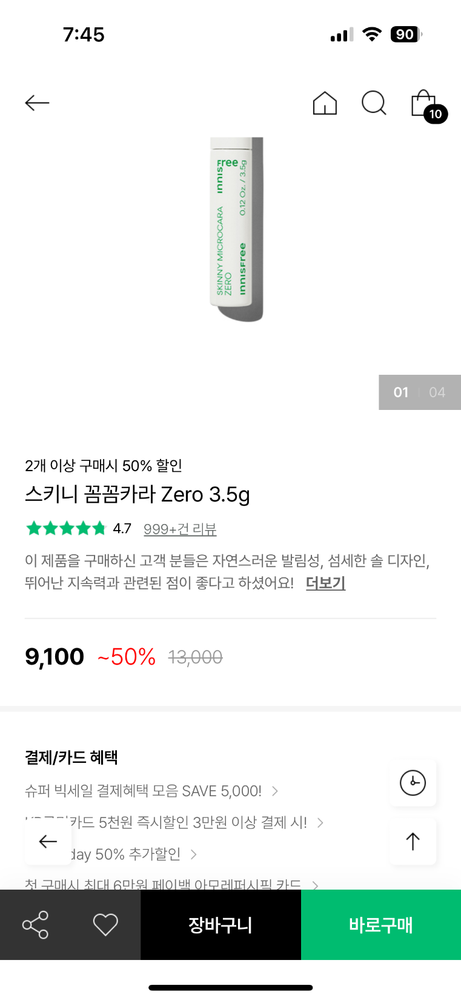 7:45
90
10
innisfree
0.12 Oz. / 3.5g
SKINNY MICROCARA
ZERO
innisfree
01 | 04
2개 이상 구매시 50% 할인
스키니 꼼꼼카라 Zero 3.5g
4.7 999+건 리뷰
이 제품을 구매하신 고객 분들은 자연스러운 발림성, 섬세한 솔 디자인,
뛰어난 지속력과 관련된 점이 좋다고 하셨어요! 더보기
9,100 ~50% 13,000
결제/카드 혜택
슈퍼 빅세일 결제혜택 모음 SAVE 5,000!
카드 5천원 즉시할인 3만원 이상 결제 시!
day 50% 추가할인
첫 구매시 최대 6만원 페이백 아모레퍼시픽 카드
장바구니
바로구매